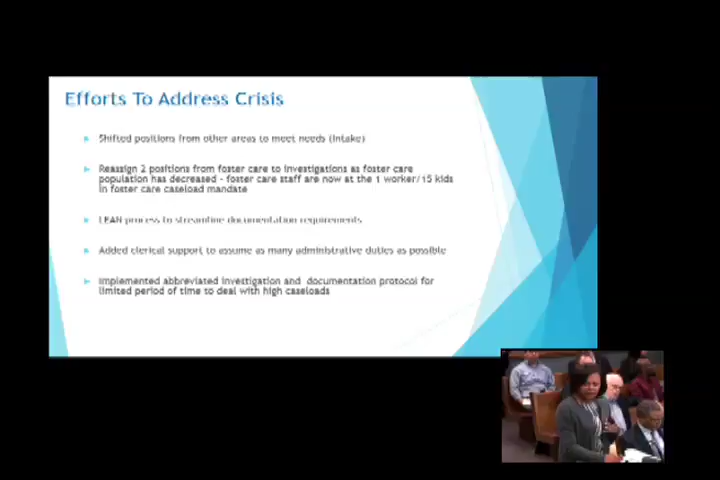 Efforts To Address Crisis
Shifted positions from other areas to meet needs (Intake)
Reassign 2 positions from foster care to investigations as foster care
population has decreased - foster care staff are now at the 1 worker/15 kids
in foster care caseload mandate
LEAN process to streamline documentation requirements
Added clerical support to assume as many administrative duties as possible
Implemented abbreviated investigation and documentation protocol for
limited period of time to deal with high caseloads